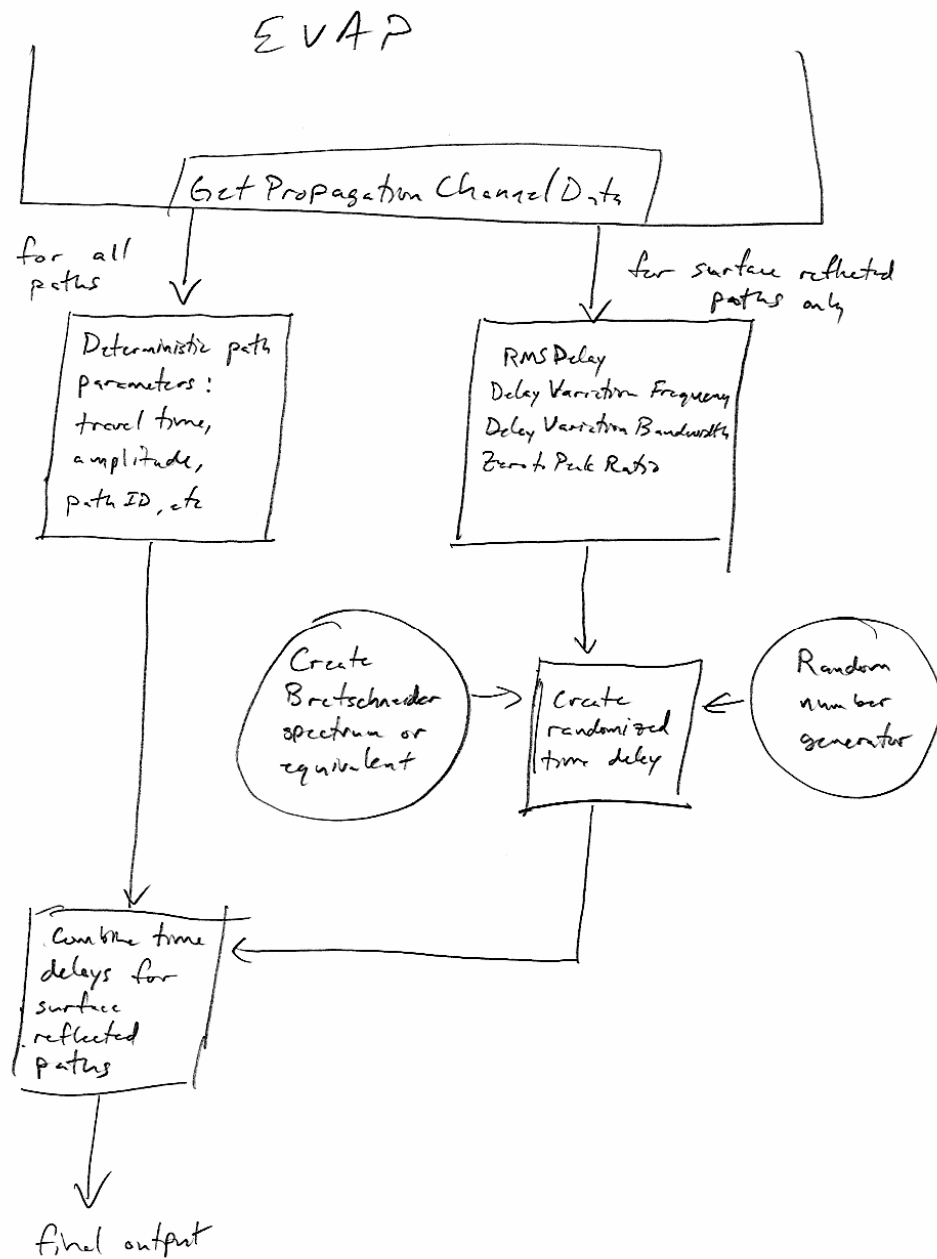 EVAP
Get Propagation Channel Data
for all
paths
for surface reflected
paths only
Deterministic path
parameters:
travel time,
amplitude,
path ID, etc
RMS Delay
Delay Variation Frequency
Delay Variation Bandwidth
Zero to Peak Ratio
Create
Bretschneider
spectrum or
equivalent
Create
randomized
time delay
Random
number
generator
Combine time
delays for
surface
reflected
paths
final output